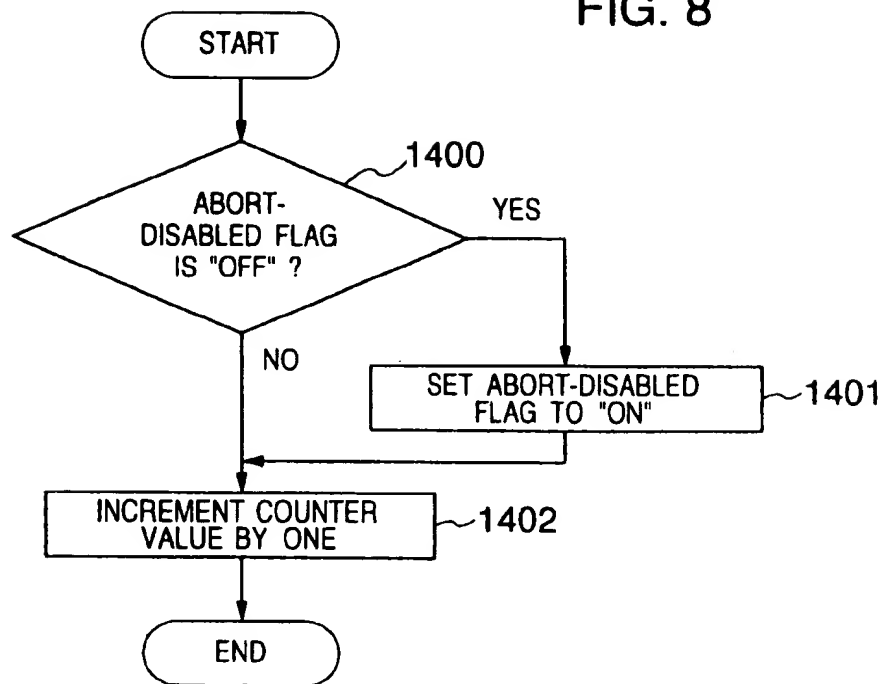 FIG. 8
START
1400
ABORT-
DISABLED FLAG
IS "OFF" ?
YES
NO
SET ABORT-DISABLED
FLAG TO "ON"
1401
INCREMENT COUNTER
VALUE BY ONE
1402
END